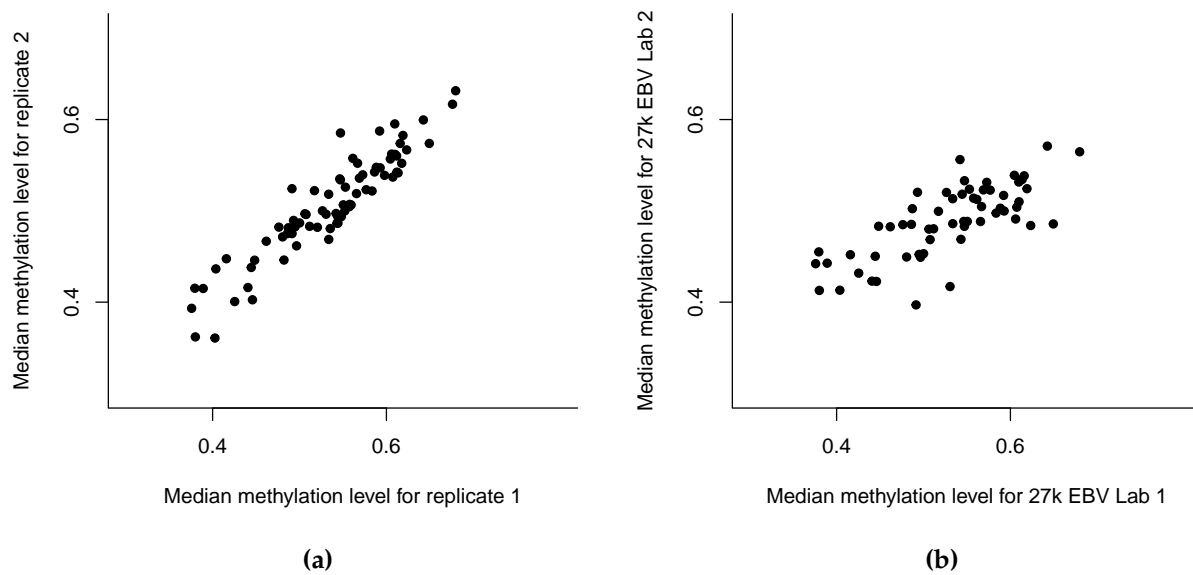 Median methylation level for replicate 2
0.6
0.4
0.4
0.6
Median methylation level for replicate 1
(a)
Median methylation level for 27k EBV Lab 2
0.6
0.4
0.4
0.6
Median methylation level for 27k EBV Lab 1
(b)